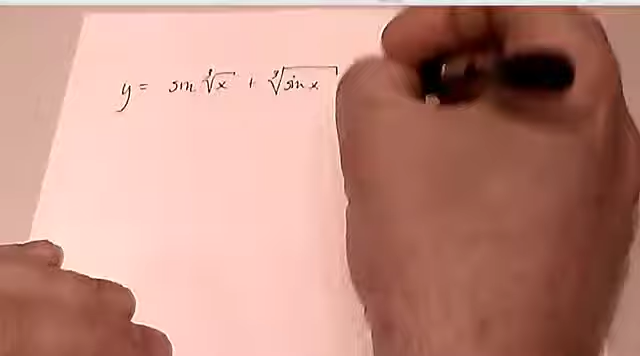 y = sin ∛x + ∛sin x